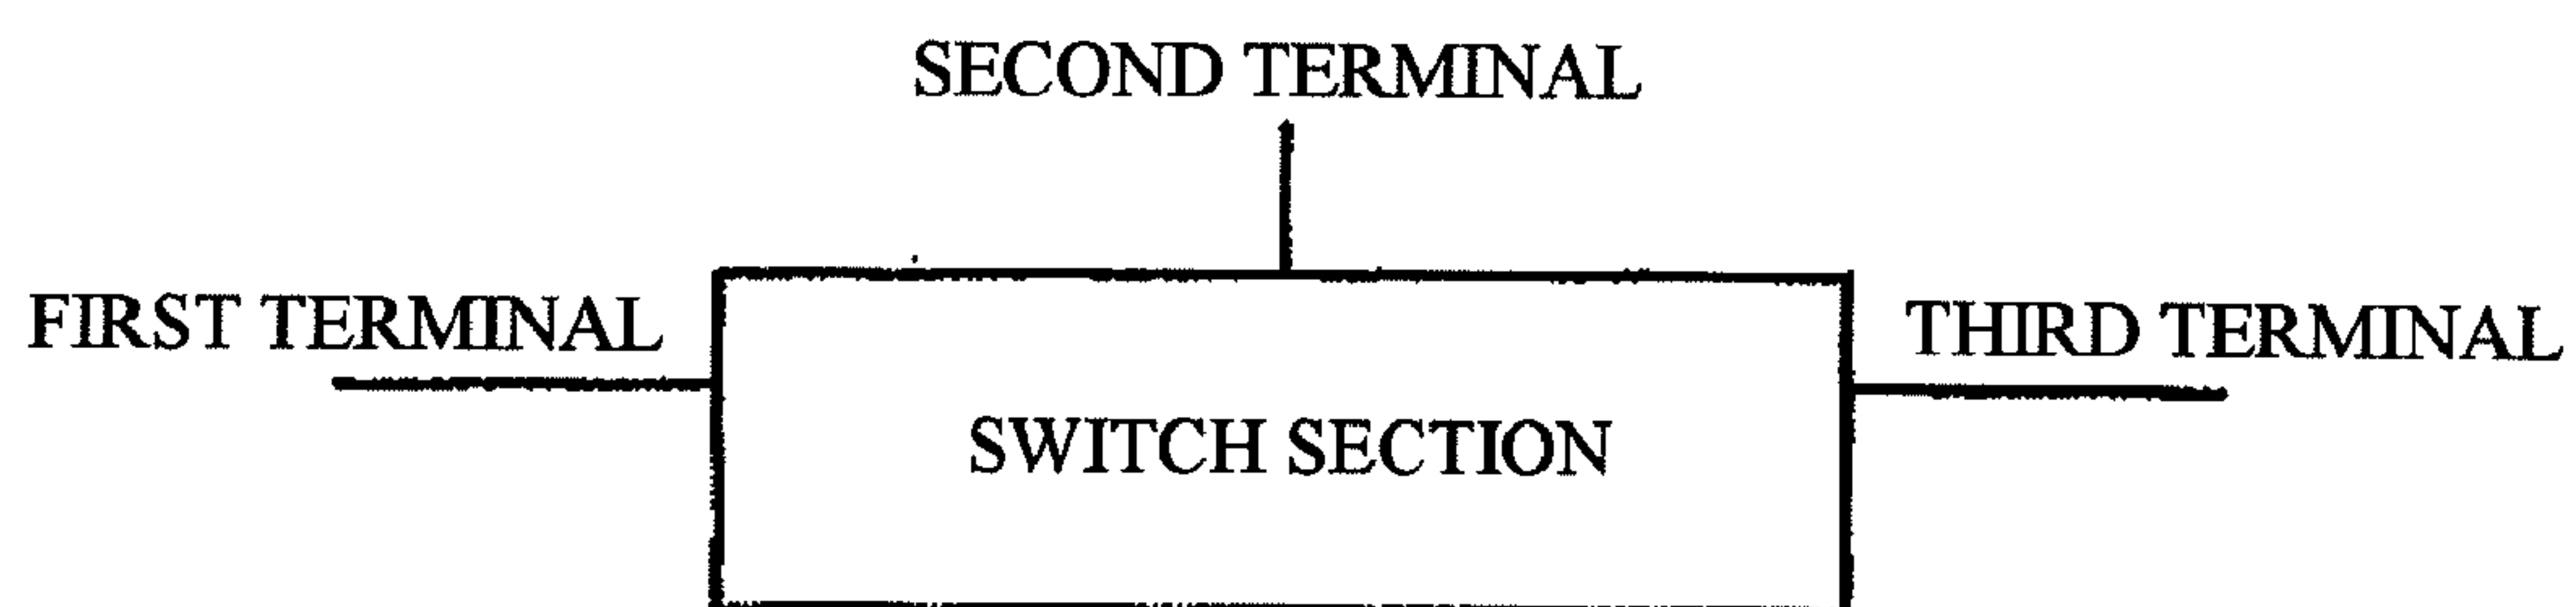 SECOND TERMINAL
FIRST TERMINAL
THIRD TERMINAL
SWITCH SECTION